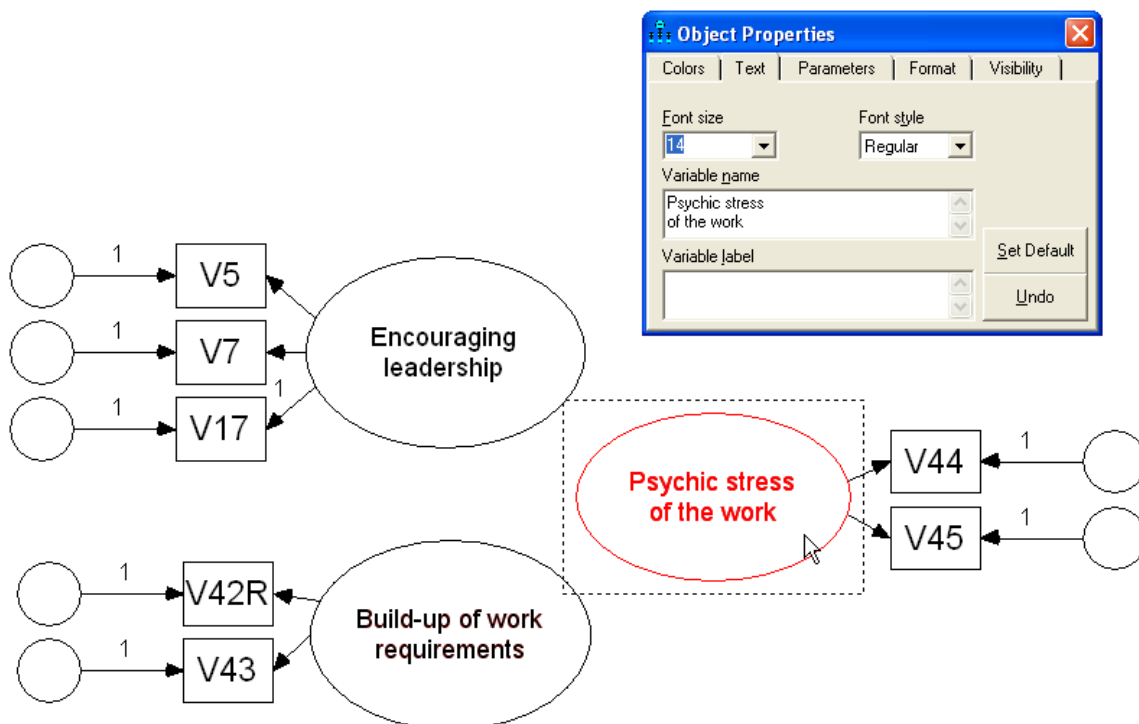 Object Properties
Colors
Text
Parameters
Format
Visibility
Font size
Font style
14
Regular
Variable name
Psychic stress
of the work
Variable label
Set Default
Undo
1
V5
1
V7
1
V17
1
Encouraging
leadership
Psychic stress
of the work
V44
1
V45
1
1
V42R
1
V43
Build-up of work
requirements